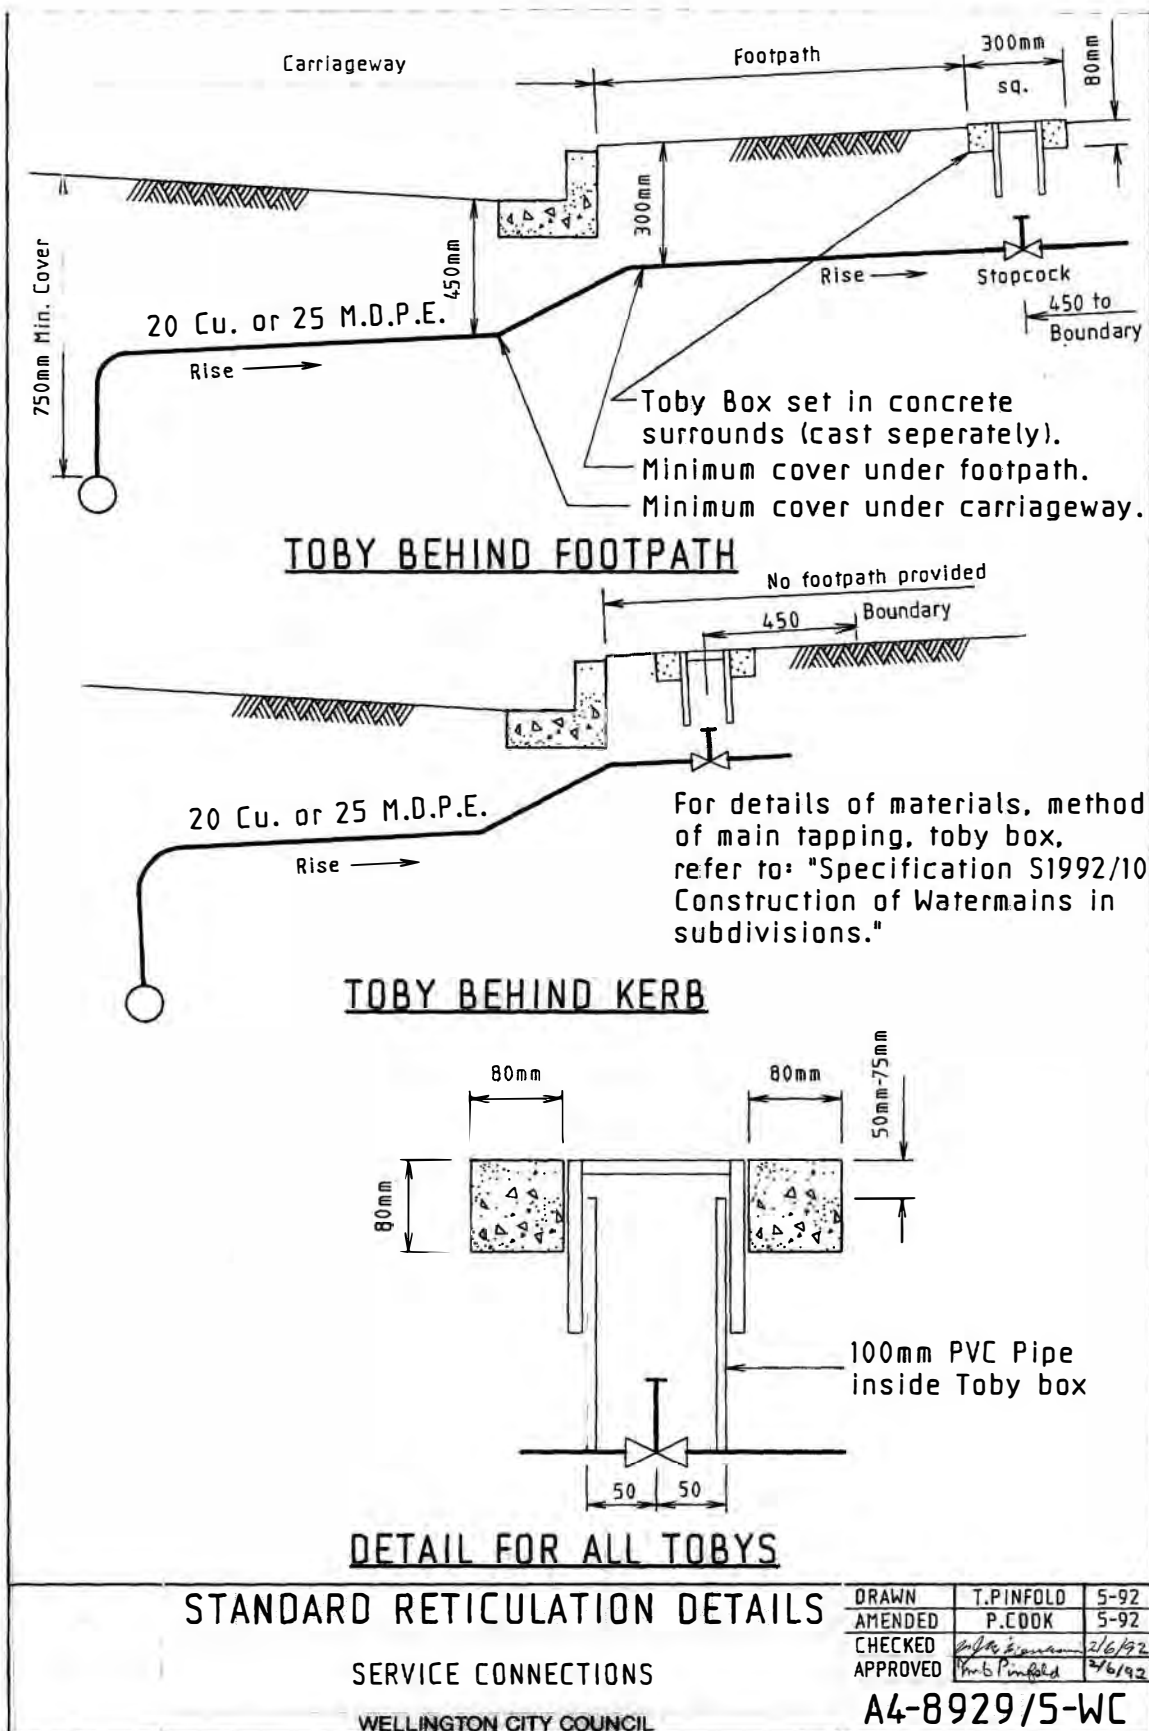 Carriageway
Footpath
300mm
sq.
80mm
750mm Min. Cover
450mm
300mm
20 Cu. or 25 M.D.P.E.
Rise
Rise
Stopcock
450 to
Boundary
Toby Box set in concrete
surrounds (cast seperately).
Minimum cover under footpath.
Minimum cover under carriageway.
TOBY BEHIND FOOTPATH
No footpath provided
450
Boundary
20 Cu. or 25 M.D.P.E.
Rise
For details of materials, method
of main tapping, toby box,
refer to: "Specification S1992/10
Construction of Watermains in
subdivisions."
TOBY BEHIND KERB
80mm
80mm
50mm-75mm
80mm
100mm PVC Pipe
inside Toby box
50
50
DETAIL FOR ALL TOBYS
STANDARD RETICULATION DETAILS
SERVICE CONNECTIONS
WELLINGTON CITY COUNCIL
DRAWN T.PINFOLD 5-92
AMENDED P.COOK 5-92
CHECKED 2/6/92
APPROVED Pinfold 2/6/92
A4-8929/5-WC